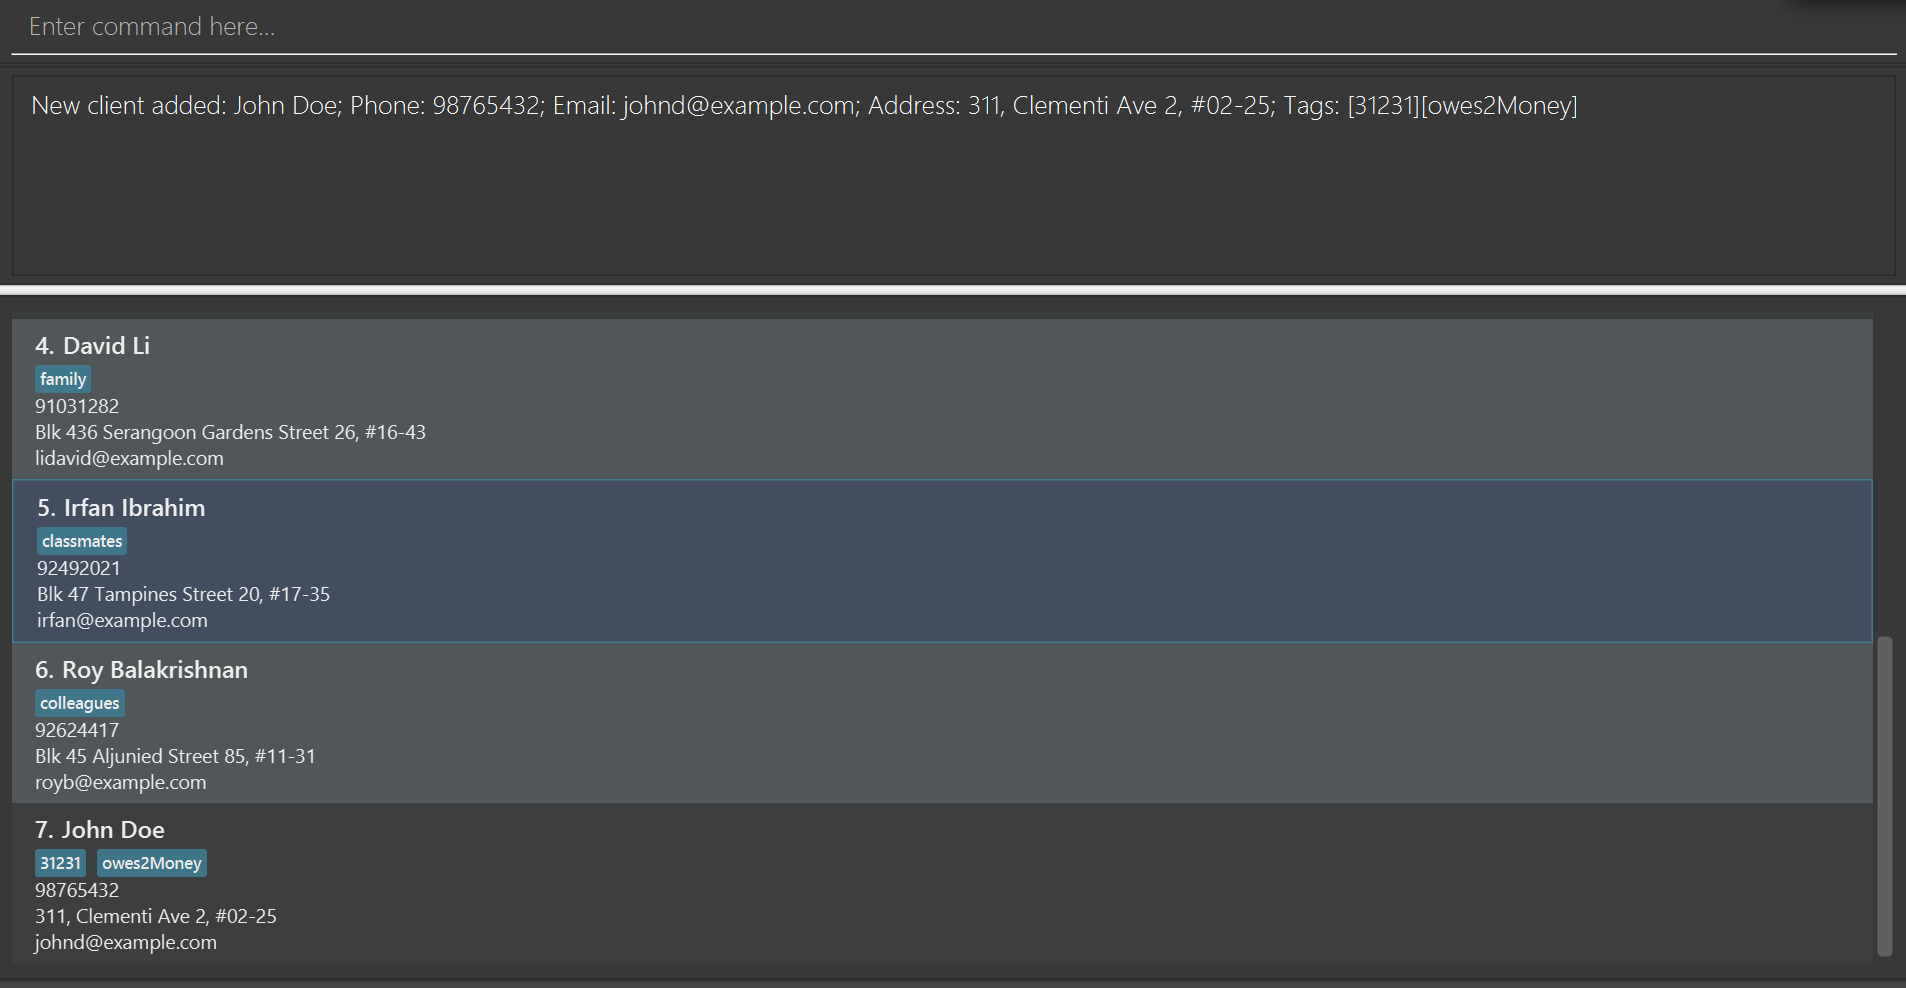 Enter command here...
New client added: John Doe; Phone: 98765432; Email: johnd@example.com; Address: 311, Clementi Ave 2, #02-25; Tags: [31231][owes2Money]
4. David Li
family
91031282
Blk 436 Serangoon Gardens Street 26, #16-43
lidavid@example.com
5. Irfan Ibrahim
classmates
92492021
Blk 47 Tampines Street 20, #17-35
irfan@example.com
6. Roy Balakrishnan
colleagues
92624417
Blk 45 Aljunied Street 85, #11-31
royb@example.com
7. John Doe
31231 owes2Money
98765432
311, Clementi Ave 2, #02-25
johnd@example.com